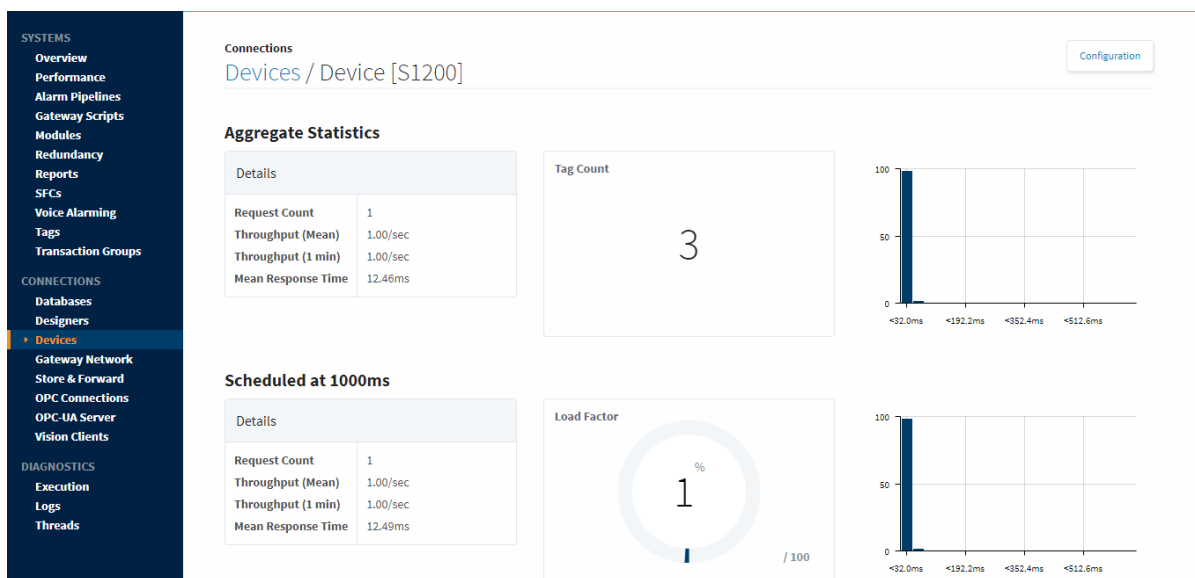 SYSTEMS
Overview
Performance
Alarm Pipelines
Gateway Scripts
Modules
Redundancy
Reports
SFCs
Voice Alarming
Tags
Transaction Groups
CONNECTIONS
Databases
Designers
Devices
Gateway Network
Store & Forward
OPC Connections
OPC-UA Server
Vision Clients
DIAGNOSTICS
Execution
Logs
Threads
Connections
Devices / Device [S1200]
Configuration
Aggregate Statistics
Details
Request Count 1
Throughput (Mean) 1.00/sec
Throughput (1 min) 1.00/sec
Mean Response Time 12.46ms
Tag Count
3
100
50
0
<32.0ms <192.2ms <352.4ms <512.6ms
Scheduled at 1000ms
Details
Request Count 1
Throughput (Mean) 1.00/sec
Throughput (1 min) 1.00/sec
Mean Response Time 12.49ms
Load Factor
1 %
/ 100
100
50
0
<32.0ms <192.2ms <352.4ms <512.6ms